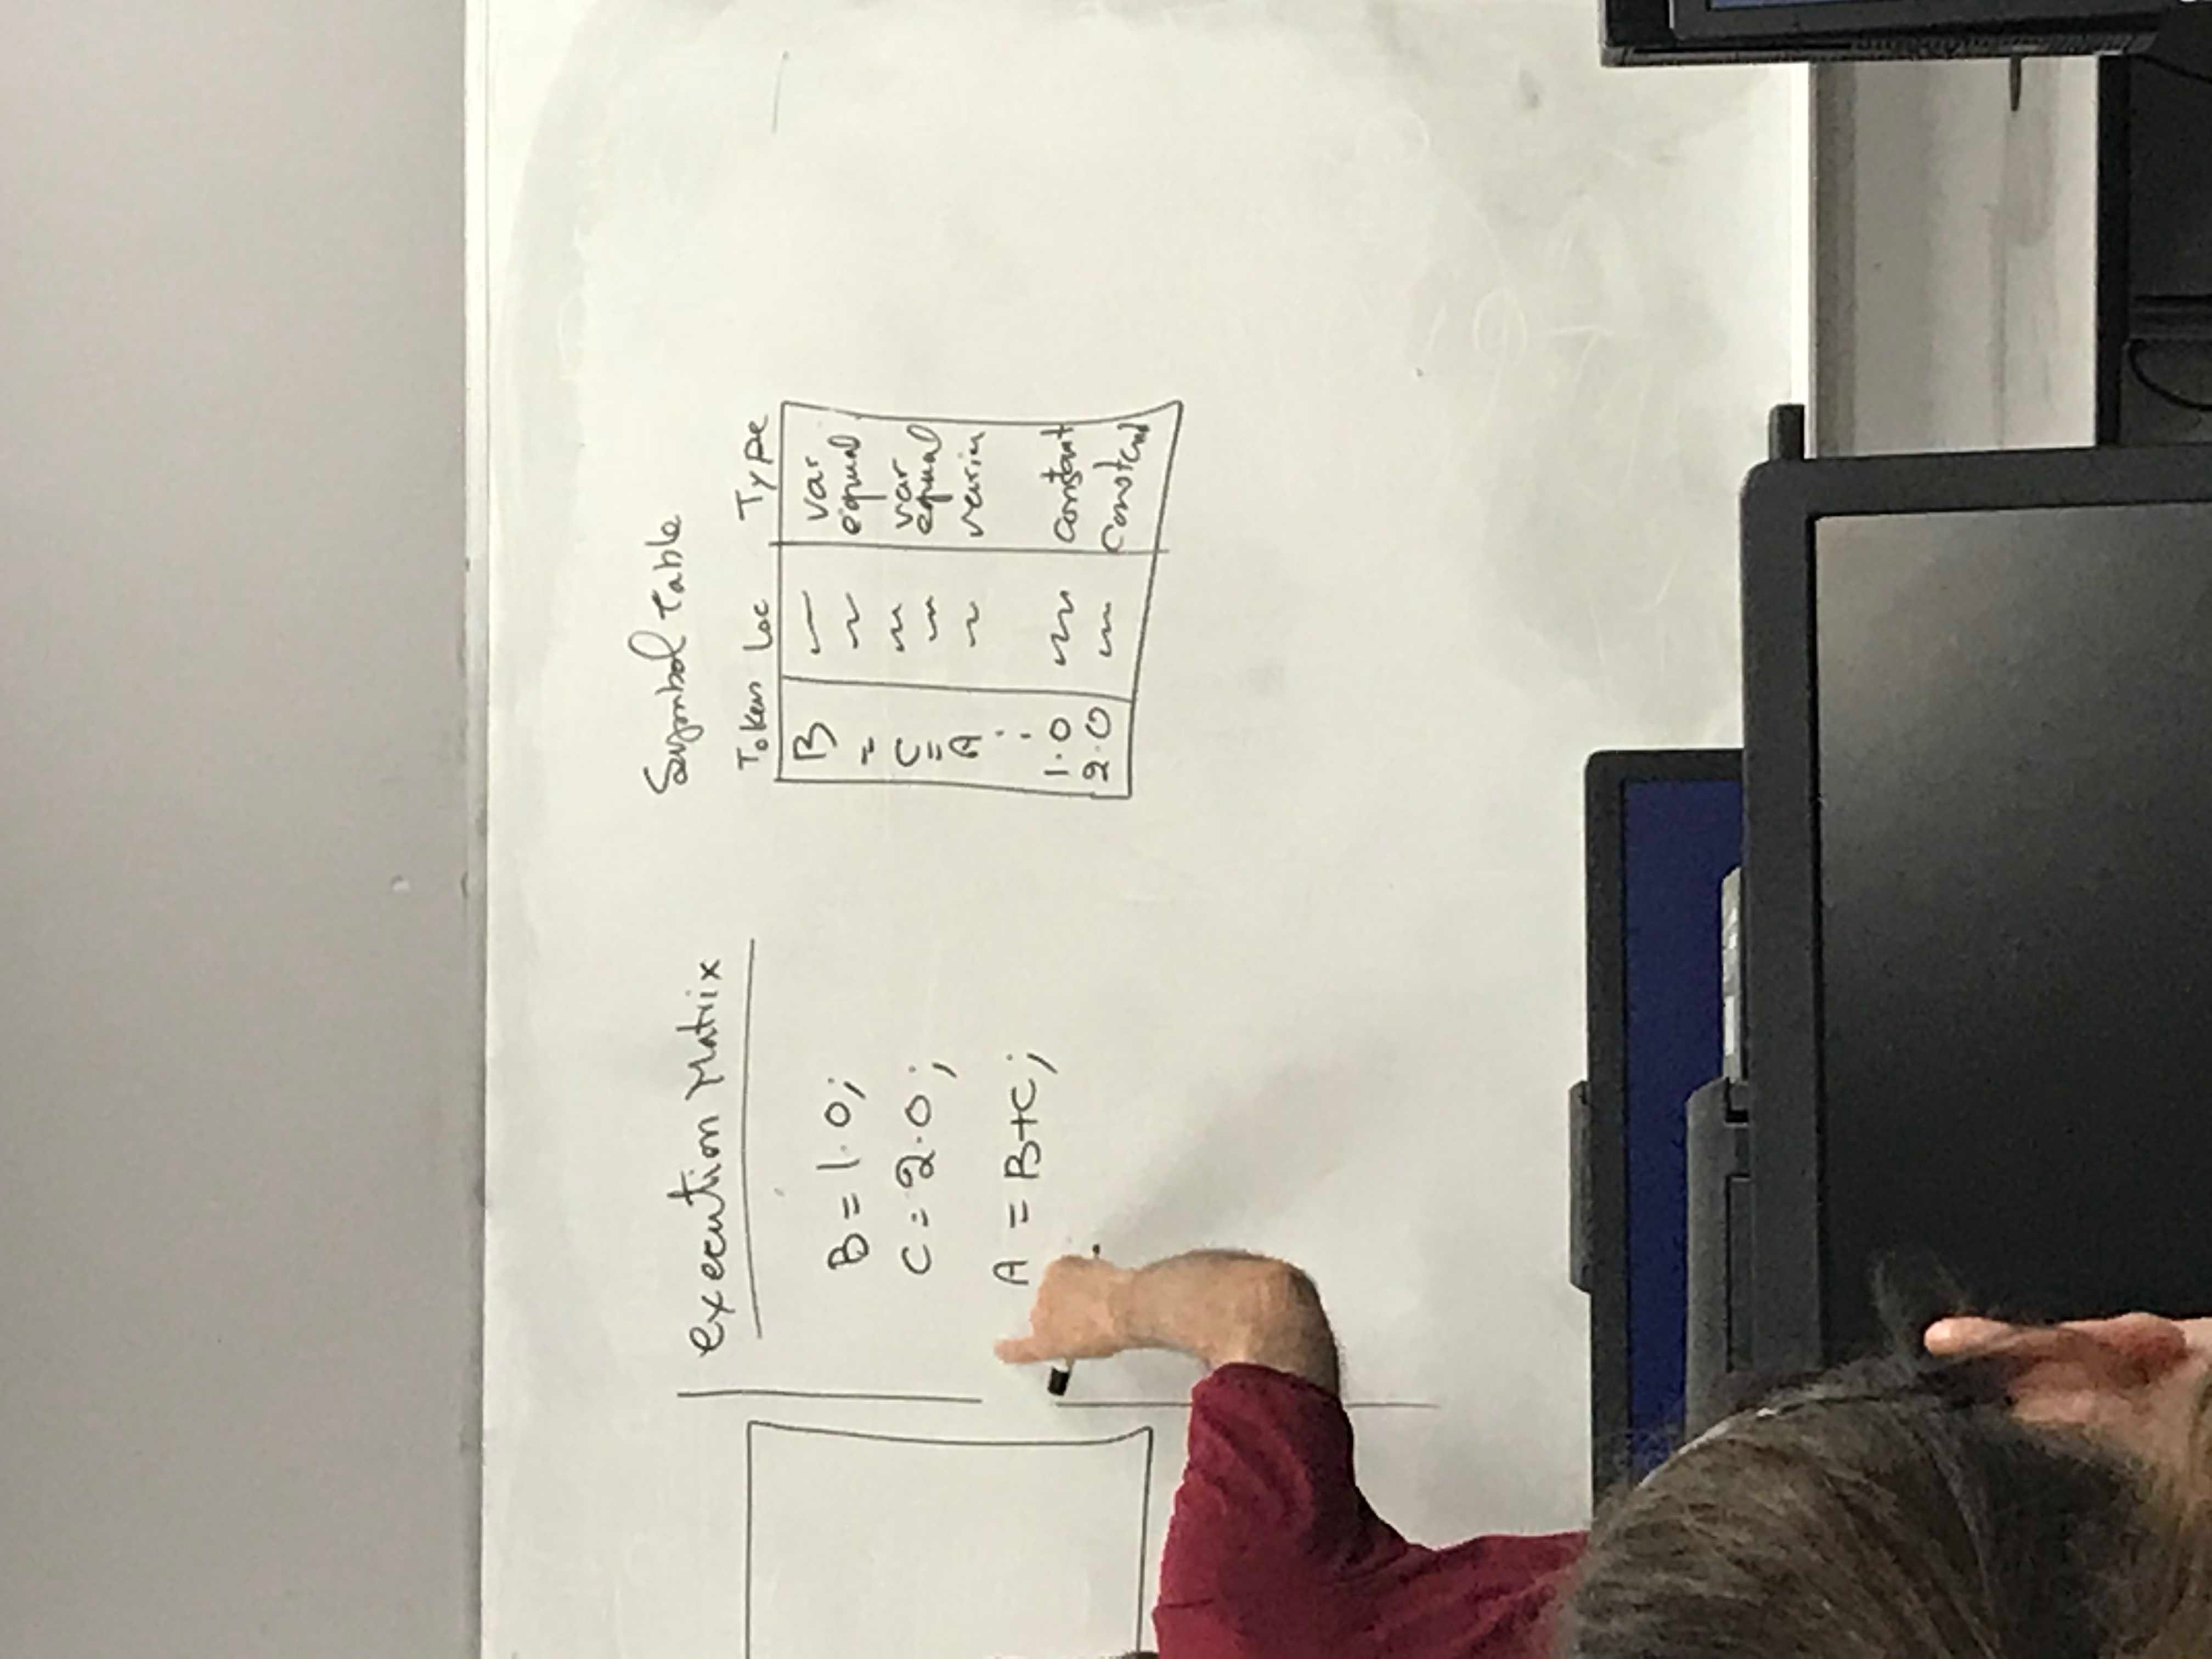 execution Matrix
B = 1.0;
C = 2.0;
A = B+C;
Symbol Table
Token Loc Type
B var
= equal
C var
= equal
A
1.0 constant
2.0 Constant